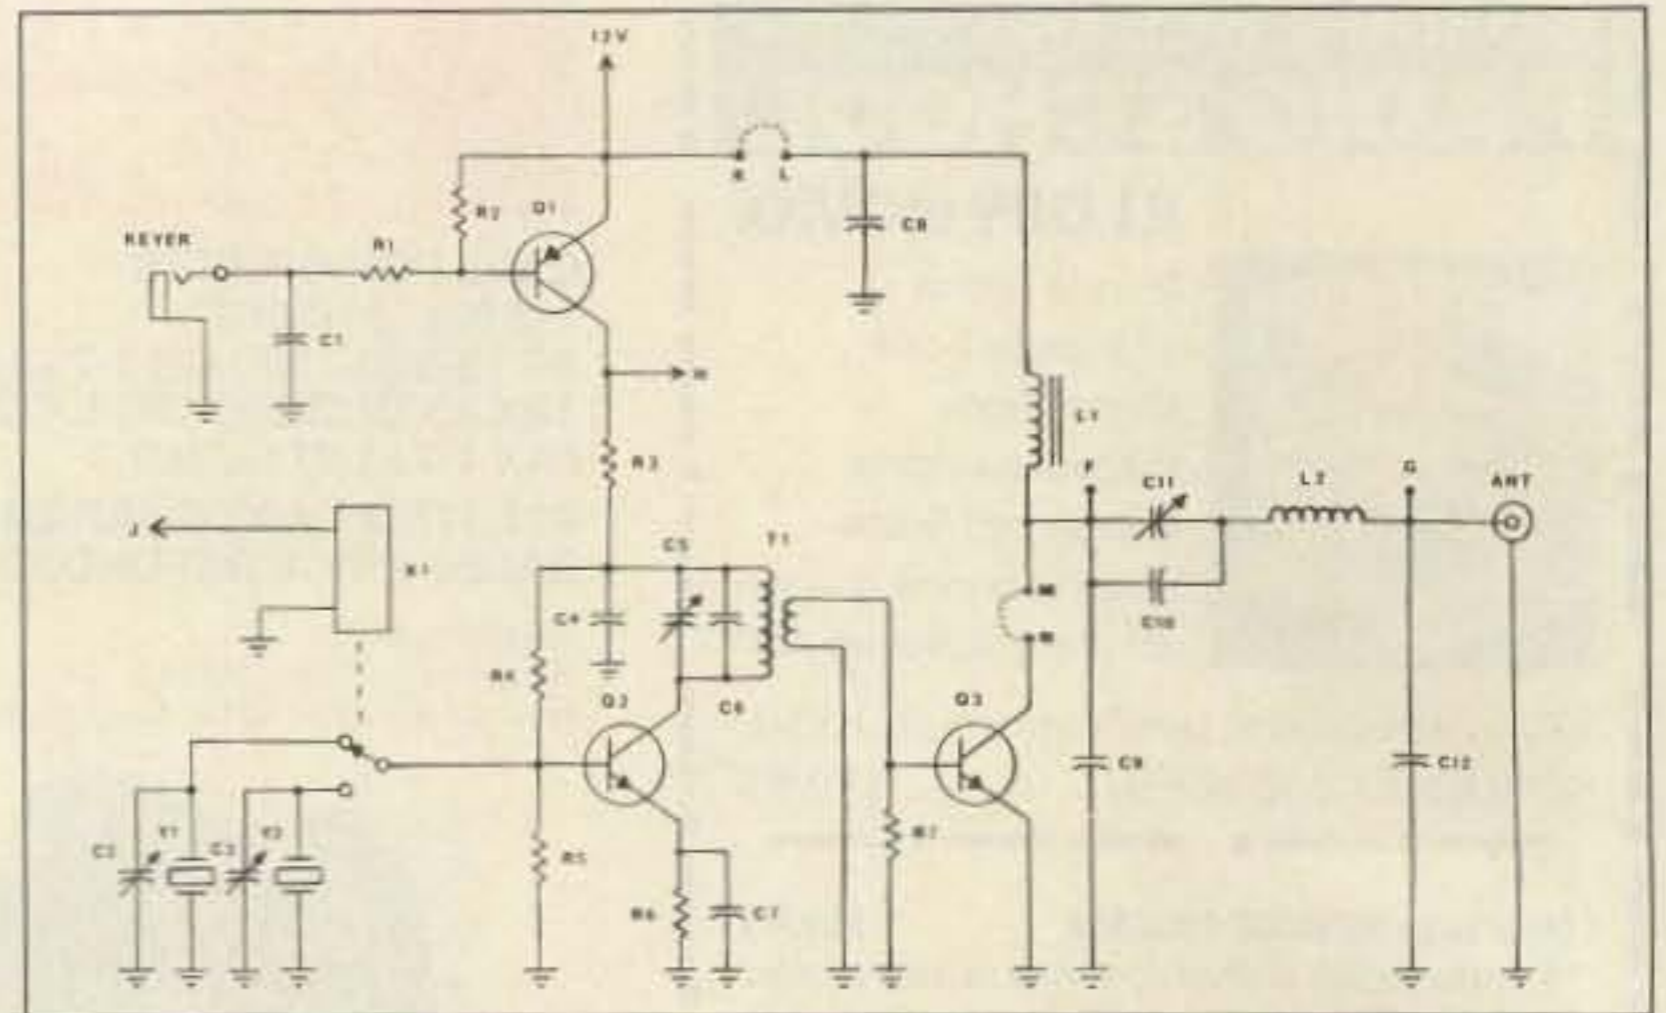 12V
K L
R2 Q1
C8
KEYER
R1
C1
R3
L1
F
C11
L2
G
ANT
J
K1
C5
T1
C4
C10
R4
Q2
C6
Q3
C9
C12
C2
Y1
C3
Y2
R5
R7
R6
C7